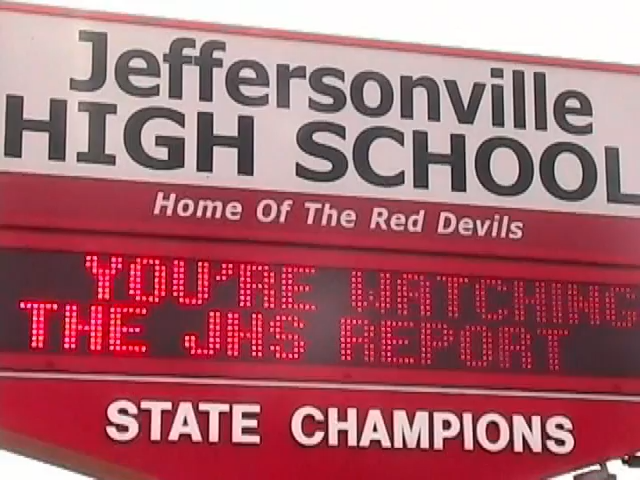 Jeffersonville
HIGH SCHOOL
Home Of The Red Devils
YOU'RE WATCHING
THE JHS REPORT
STATE CHAMPIONS